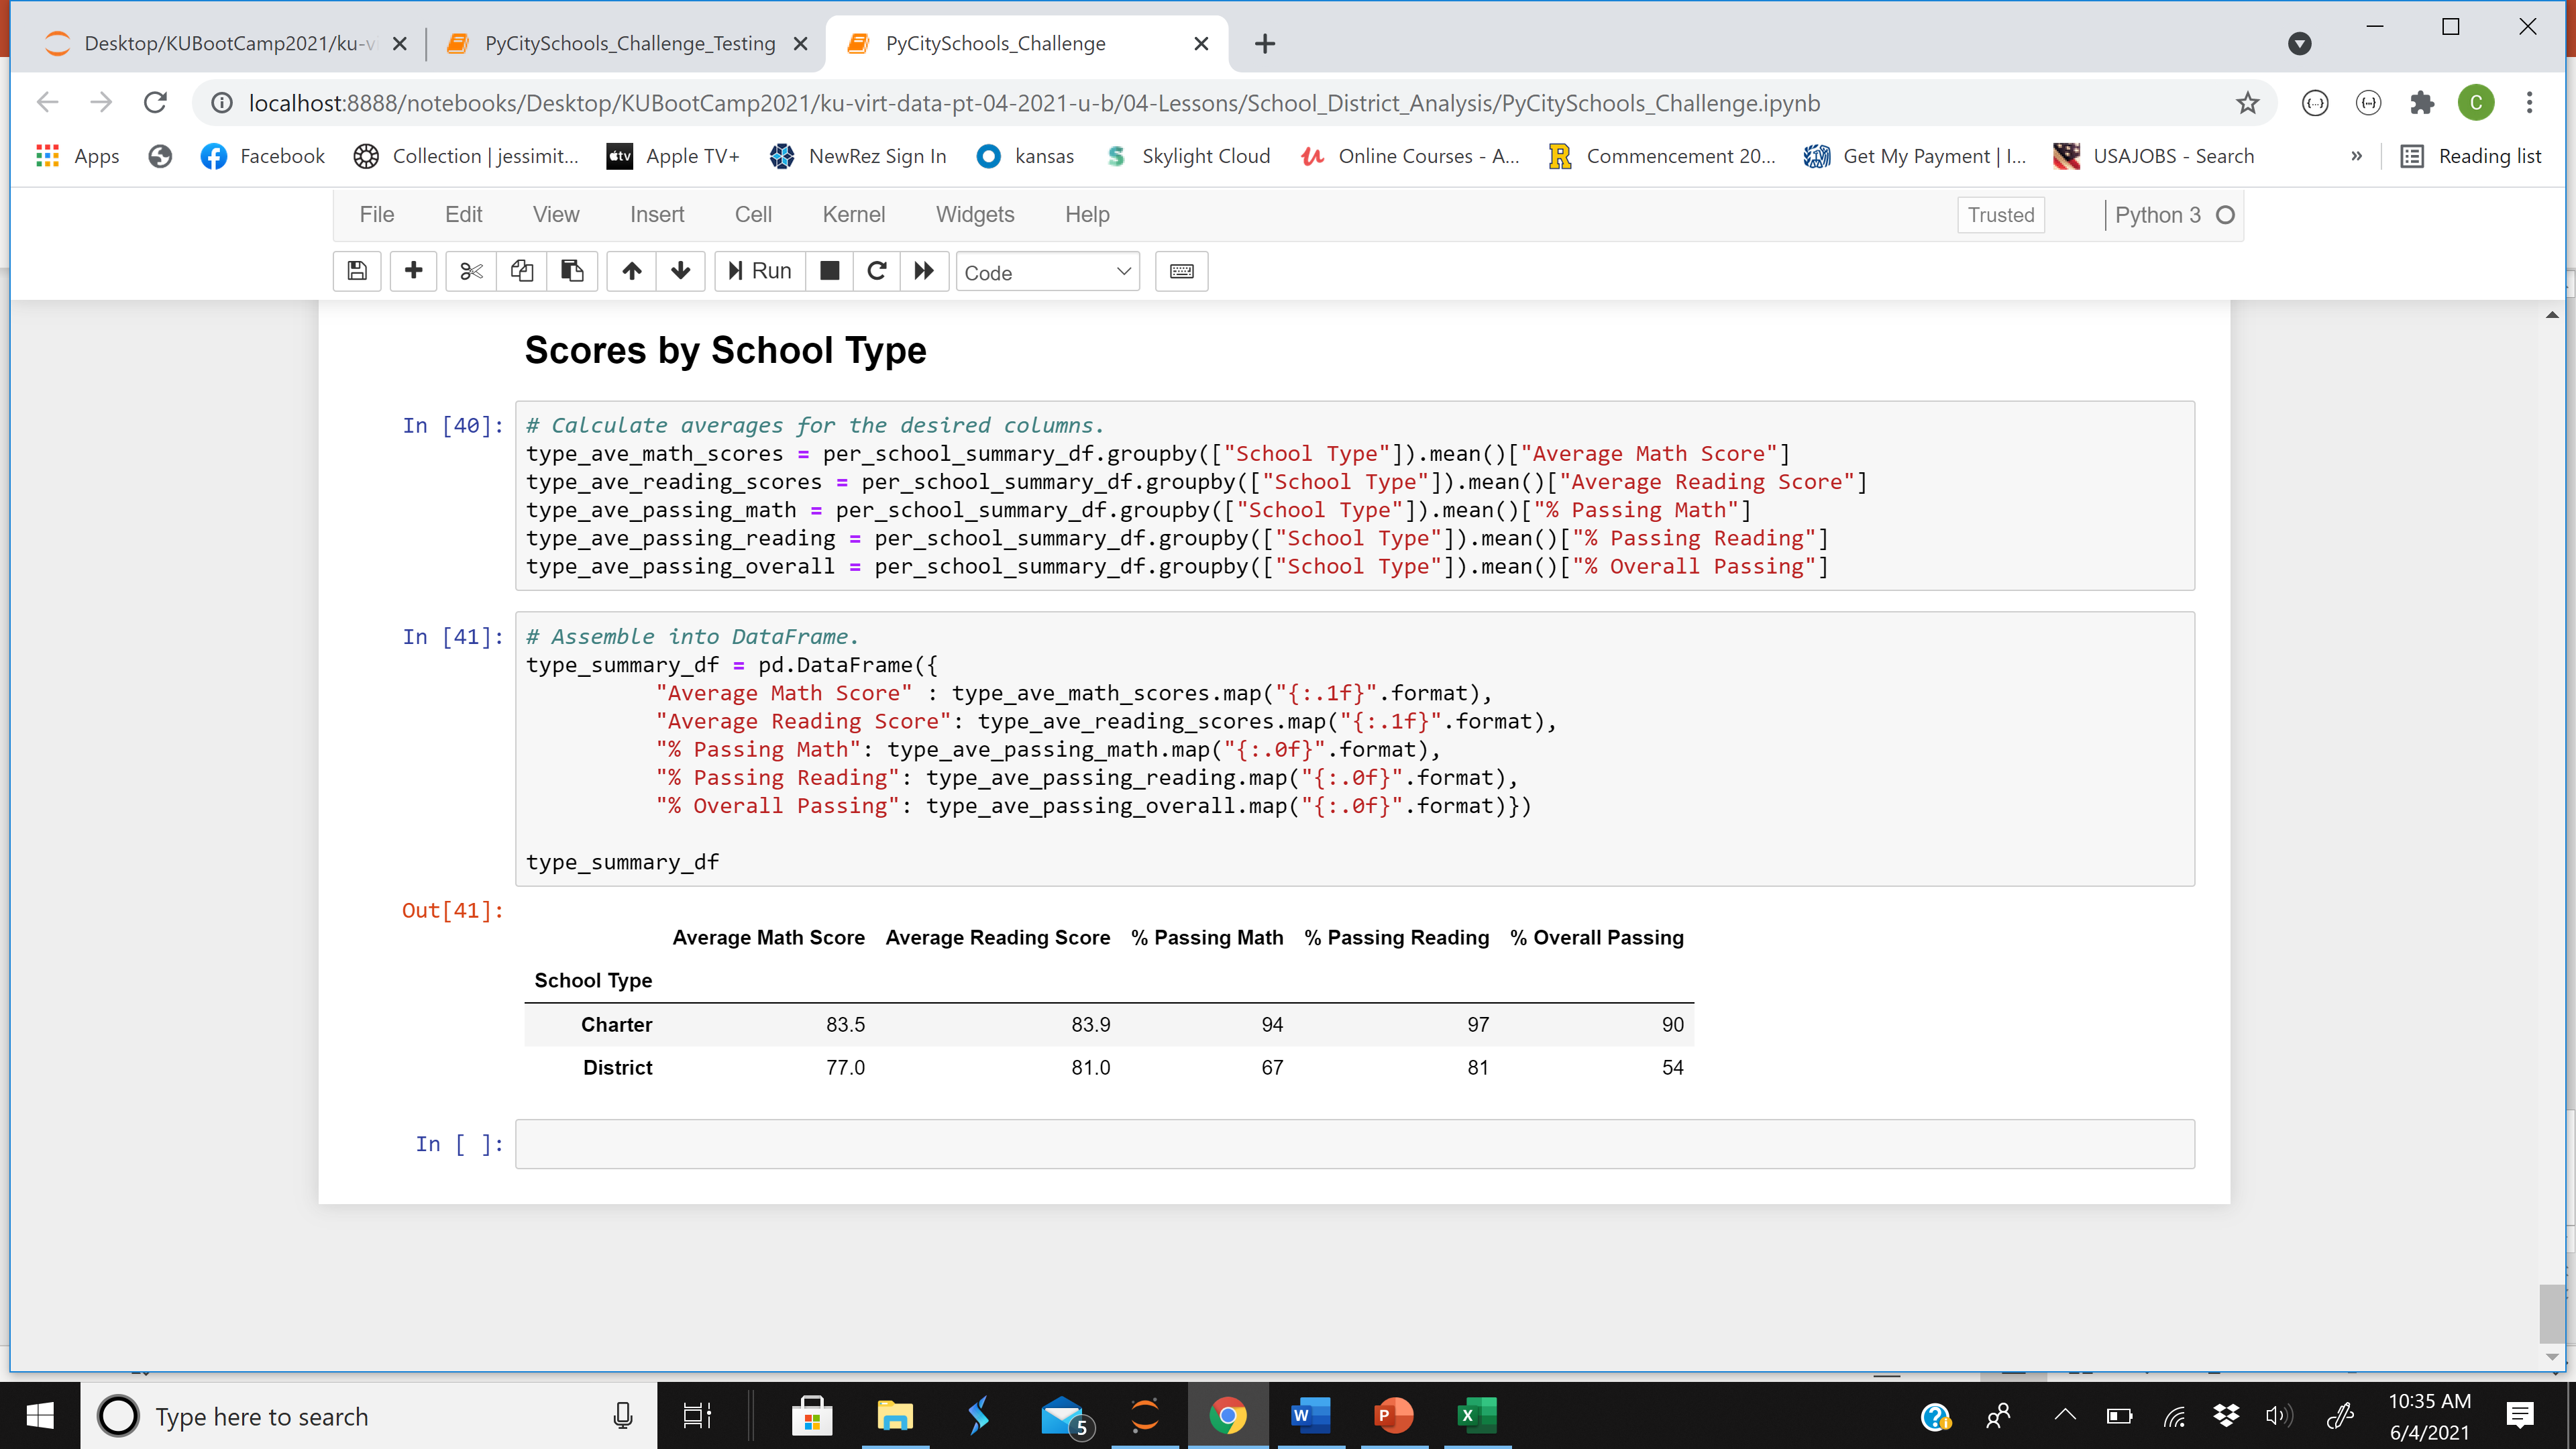 Desktop/KUBootCamp2021/ku-vi
PyCitySchools_Challenge_Testing
PyCitySchools_Challenge
localhost:8888/notebooks/Desktop/KUBootCamp2021/ku-virt-data-pt-04-2021-u-b/04-Lessons/School_District_Analysis/PyCitySchools_Challenge.ipynb
C
Apps
Facebook
Collection | jessimit...
tv Apple TV+
NewRez Sign In
kansas
Skylight Cloud
Online Courses - A...
Commencement 20...
Get My Payment | I...
USAJOBS - Search
»
Reading list
File Edit View Insert Cell Kernel Widgets Help
Trusted
Python 3
Run
Code
Scores by School Type
In [40]:
# Calculate averages for the desired columns.
type_ave_math_scores = per_school_summary_df.groupby(["School Type"]).mean()["Average Math Score"]
type_ave_reading_scores = per_school_summary_df.groupby(["School Type"]).mean()["Average Reading Score"]
type_ave_passing_math = per_school_summary_df.groupby(["School Type"]).mean()["% Passing Math"]
type_ave_passing_reading = per_school_summary_df.groupby(["School Type"]).mean()["% Passing Reading"]
type_ave_passing_overall = per_school_summary_df.groupby(["School Type"]).mean()["% Overall Passing"]
In [41]:
# Assemble into DataFrame.
type_summary_df = pd.DataFrame({
"Average Math Score" : type_ave_math_scores.map("{:.1f}".format),
"Average Reading Score": type_ave_reading_scores.map("{:.1f}".format),
"% Passing Math": type_ave_passing_math.map("{:.0f}".format),
"% Passing Reading": type_ave_passing_reading.map("{:.0f}".format),
"% Overall Passing": type_ave_passing_overall.map("{:.0f}".format)})
type_summary_df
Out[41]:
Average Math Score Average Reading Score % Passing Math % Passing Reading % Overall Passing
School Type
Charter 83.5 83.9 94 97 90
District 77.0 81.0 67 81 54
In [ ]:
Type here to search
5
10:35 AM
6/4/2021